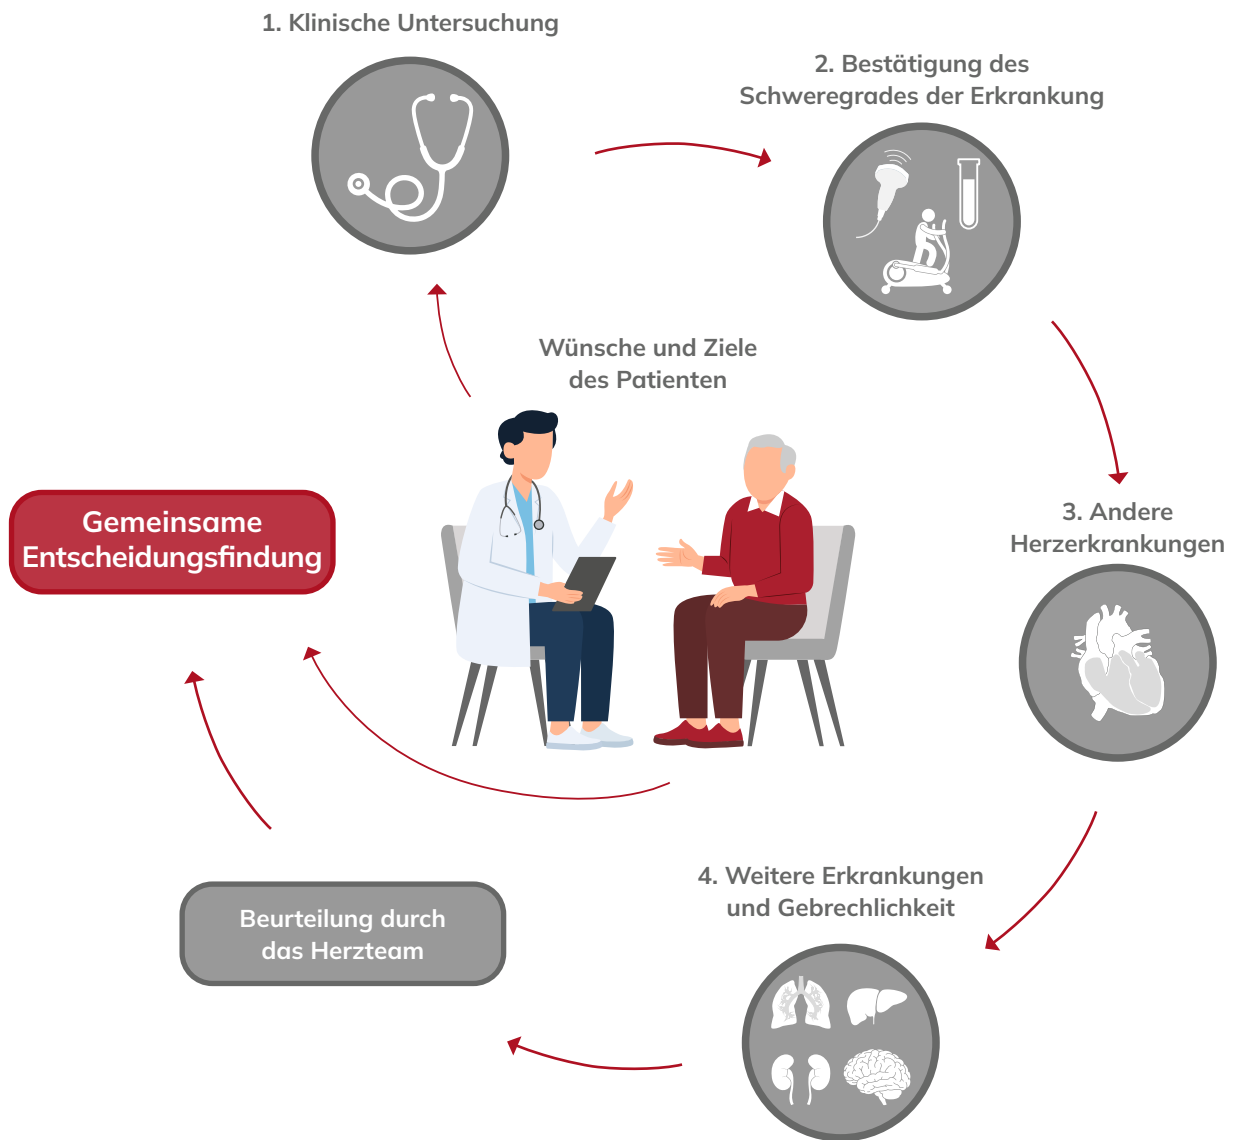 1. Klinische Untersuchung
2. Bestätigung des
Schweregrades der Erkrankung
Wünsche und Ziele
des Patienten
Gemeinsame
Entscheidungsfindung
3. Andere
Herzerkrankungen
4. Weitere Erkrankungen
und Gebrechlichkeit
Beurteilung durch
das Herzteam